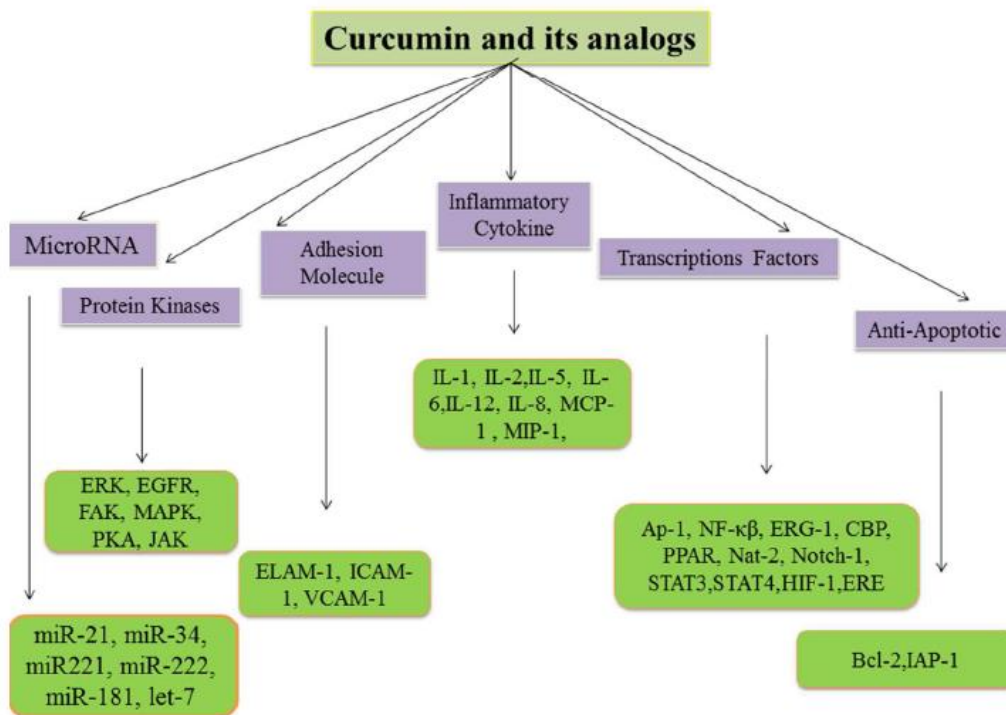 Curcumin and its analogs
MicroRNA
Protein Kinases
Adhesion
Molecule
Inflammatory
Cytokine
Transcriptions Factors
Anti-Apoptotic
IL-1, IL-2,IL-5, IL-
6,IL-12, IL-8, MCP-
1 , MIP-1,
ERK, EGFR,
FAK, MAPK,
PKA, JAK
ELAM-1, ICAM-
1, VCAM-1
Ap-1, NF-κβ, ERG-1, CBP,
PPAR, Nat-2, Notch-1,
STAT3,STAT4,HIF-1,ERE
miR-21, miR-34,
miR221, miR-222,
miR-181, let-7
Bcl-2,IAP-1